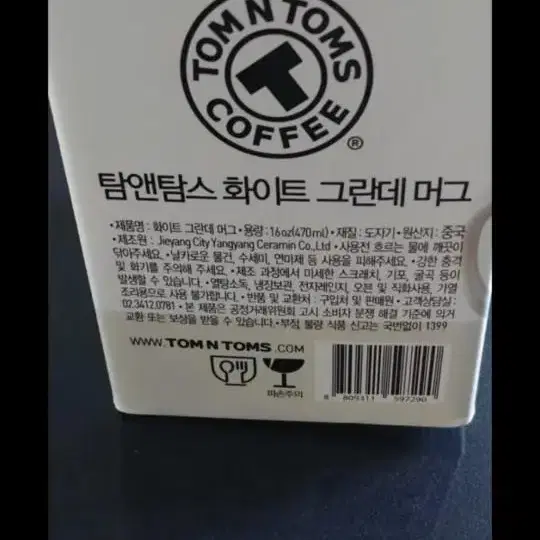 TOM N TOMS
COFFEE
®
탐앤탐스 화이트 그란데 머그
• 제품명 : 화이트 그란데 머그 • 용량 : 16oz(470ml) • 재질 : 도자기 • 원산지 : 중국
• 제조원 : Jieyang City Yangyang Ceramin Co.,Ltd • 사용전 흐르는 물에 깨끗이
닦아주세요. • 날카로운 물건, 수세미, 연마제 등 사용을 피해주세요. • 강한 충격
및 화기를 주의해 주세요. • 제조 과정에서 미세한 스크래치, 기포, 굴곡 등이
발생할 수 있습니다. • 열탕소독, 냉장보관, 전자레인지, 오븐 및 직화사용, 가열
조리용으로 사용 불가합니다. • 반품 및 교환처 : 구입처 및 판매원 • 고객상담실 :
02.3412.0781 • 본 제품은 공정거래위원회 고시 소비자 분쟁 해결 기준에 의거
교환 또는 보상을 받을 수 있습니다. • 부정, 불량 식품 신고는 국번없이 1399
WWW.TOMNTOMS.COM
파손주의
8 809311 597290